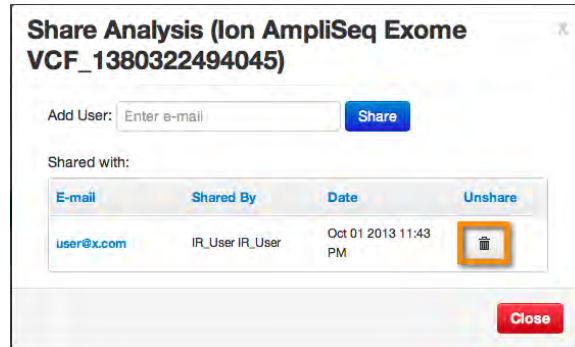 Share Analysis (Ion AmpliSeq Exome
VCF_1380322494045)
x
Add User: Enter e-mail Share
Shared with:
E-mail Shared By Date Unshare
user@x.com IR_User IR_User Oct 01 2013 11:43
PM
Close